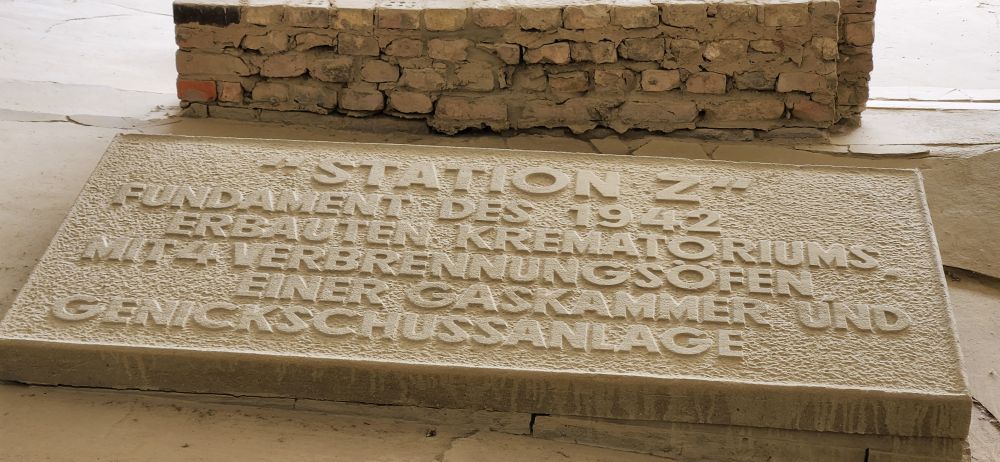 "STATION Z"
FUNDAMENT DES 1942
ERBAUTEN KREMATORIUMS
MIT 4 VERBRENNUNGSÖFEN,
EINER GASKAMMER UND
GENICKSCHUSSANLAGE